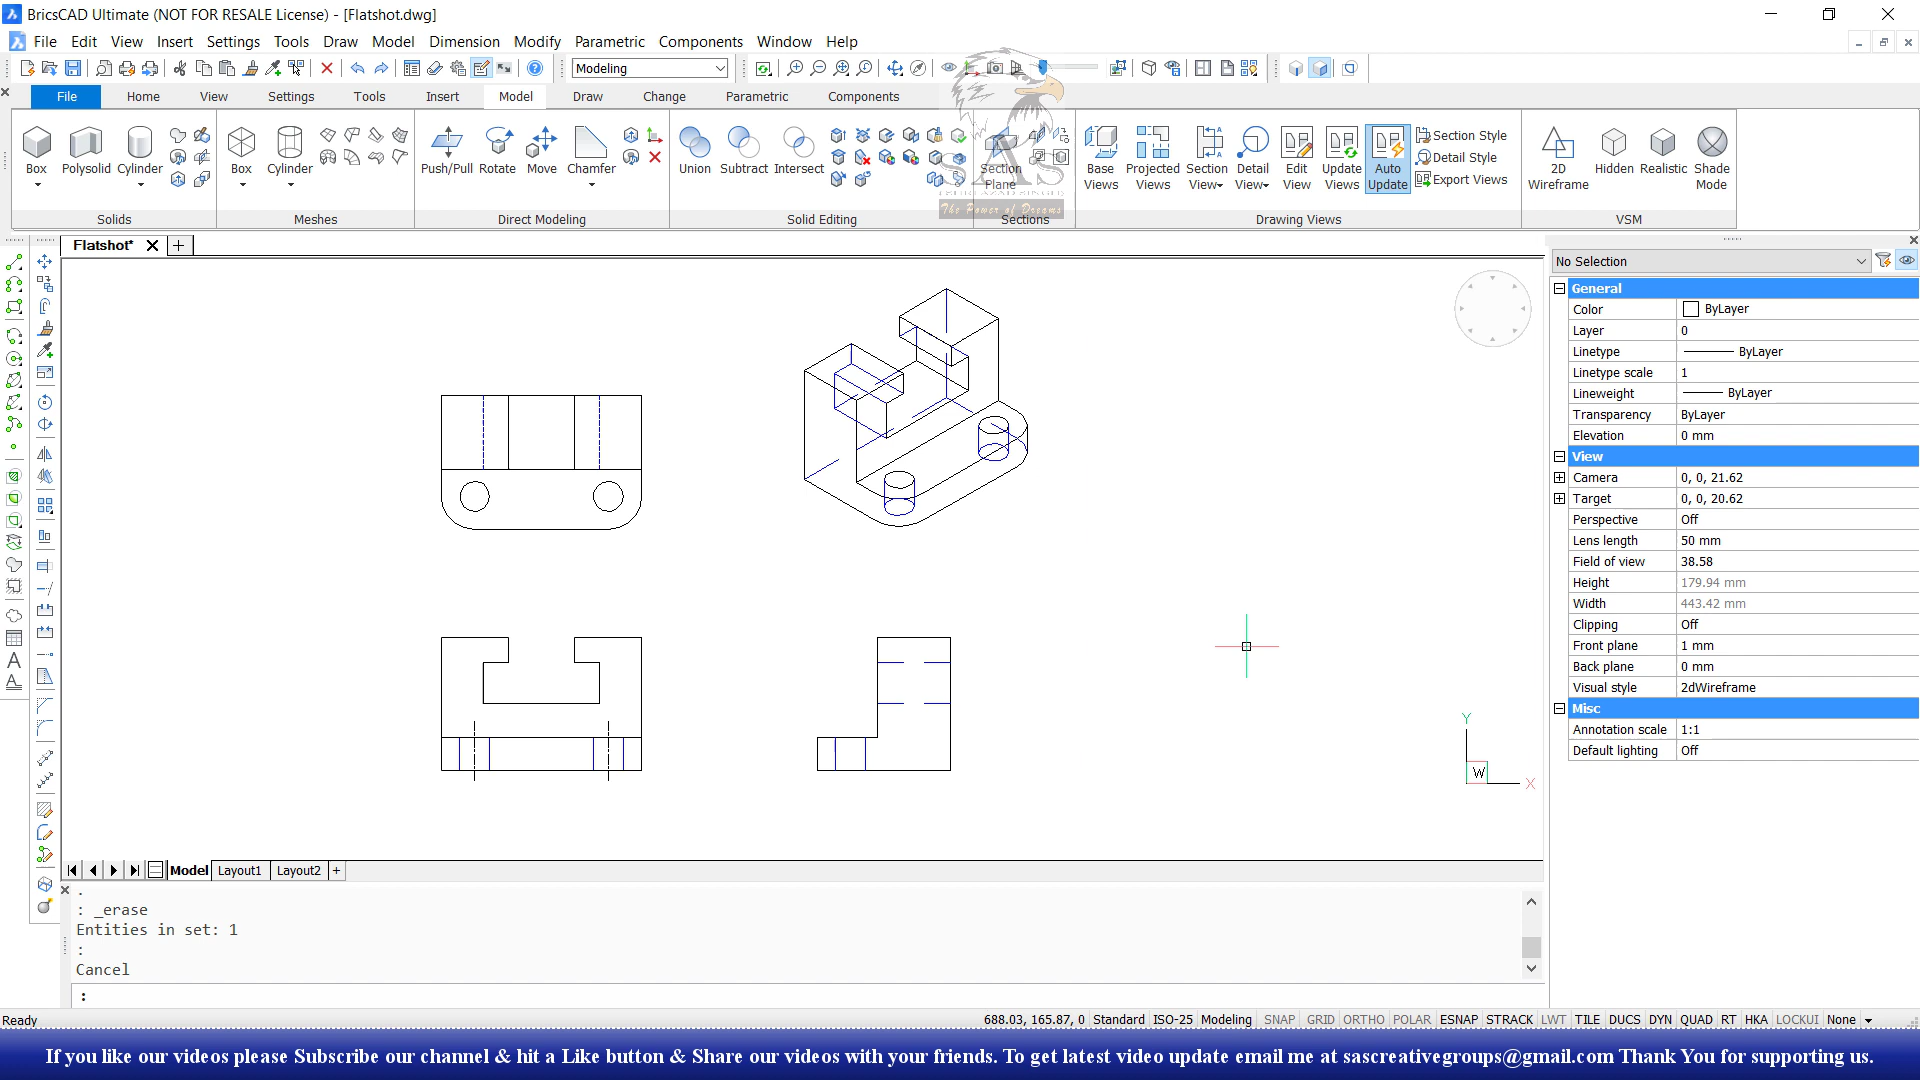 BricsCAD Ultimate (NOT FOR RESALE License) - [Flatshot.dwg]
File Edit View Insert Settings Tools Draw Model Dimension Modify Parametric Components Window Help
Modeling
File Home View Settings Tools Insert Model Draw Change Parametric Components
Box Polysolid Cylinder
Solids
Box Cylinder
Meshes
Push/Pull Rotate Move Chamfer
Direct Modeling
Union Subtract Intersect
Solid Editing
Section Plane
Sections
SAS
The Power of Dreams
Base Views Projected Views Section View Detail View Edit View Update Views Auto Update
Section Style
Detail Style
Export Views
Drawing Views
2D Wireframe Hidden Realistic Shade Mode
VSM
Flatshot*
No Selection
General
Color ByLayer
Layer 0
Linetype ByLayer
Linetype scale 1
Lineweight ByLayer
Transparency ByLayer
Elevation 0 mm
View
Camera 0, 0, 21.62
Target 0, 0, 20.62
Perspective Off
Lens length 50 mm
Field of view 38.58
Height 179.94 mm
Width 443.42 mm
Clipping Off
Front plane 1 mm
Back plane 0 mm
Visual style 2dWireframe
Misc
Annotation scale 1:1
Default lighting Off
Y
W
X
Model Layout1 Layout2 +
:
: _erase
Entities in set: 1
:
Cancel
:
Ready
688.03, 165.87, 0 Standard ISO-25 Modeling SNAP GRID ORTHO POLAR ESNAP STRACK LWT TILE DUCS DYN QUAD RT HKA LOCKUI None
If you like our videos please Subscribe our channel & hit a Like button & Share our videos with your friends. To get latest video update email me at sascreativegroups@gmail.com Thank You for supporting us.